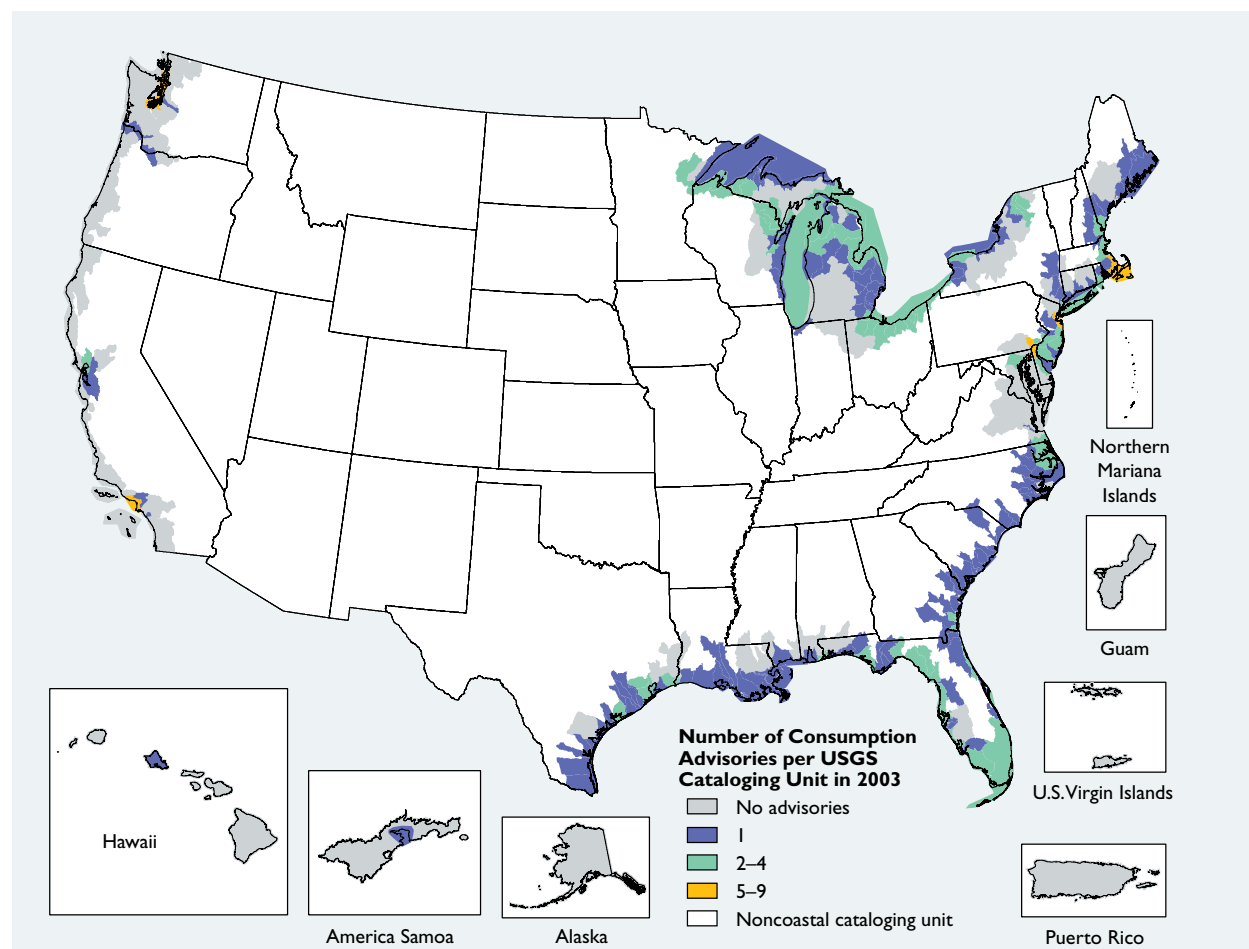 Northern
Mariana
Islands
Guam
U.S. Virgin Islands
Number of Consumption
Advisories per USGS
Cataloging Unit in 2003
No advisories
1
2–4
5–9
Noncoastal cataloging unit
Hawaii
America Samoa
Alaska
Puerto Rico